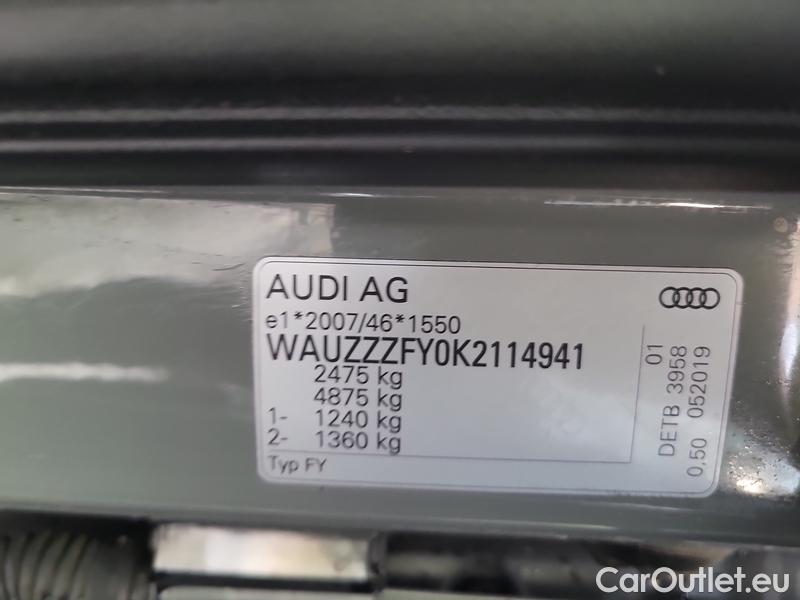 AUDI AG
e1*2007/46*1550
WAUZZZFY0K2114941
2475 kg
4875 kg
1- 1240 kg
2- 1360 kg
Typ FY
01
DETB 3958
0,50 052019
CarOutlet.eu